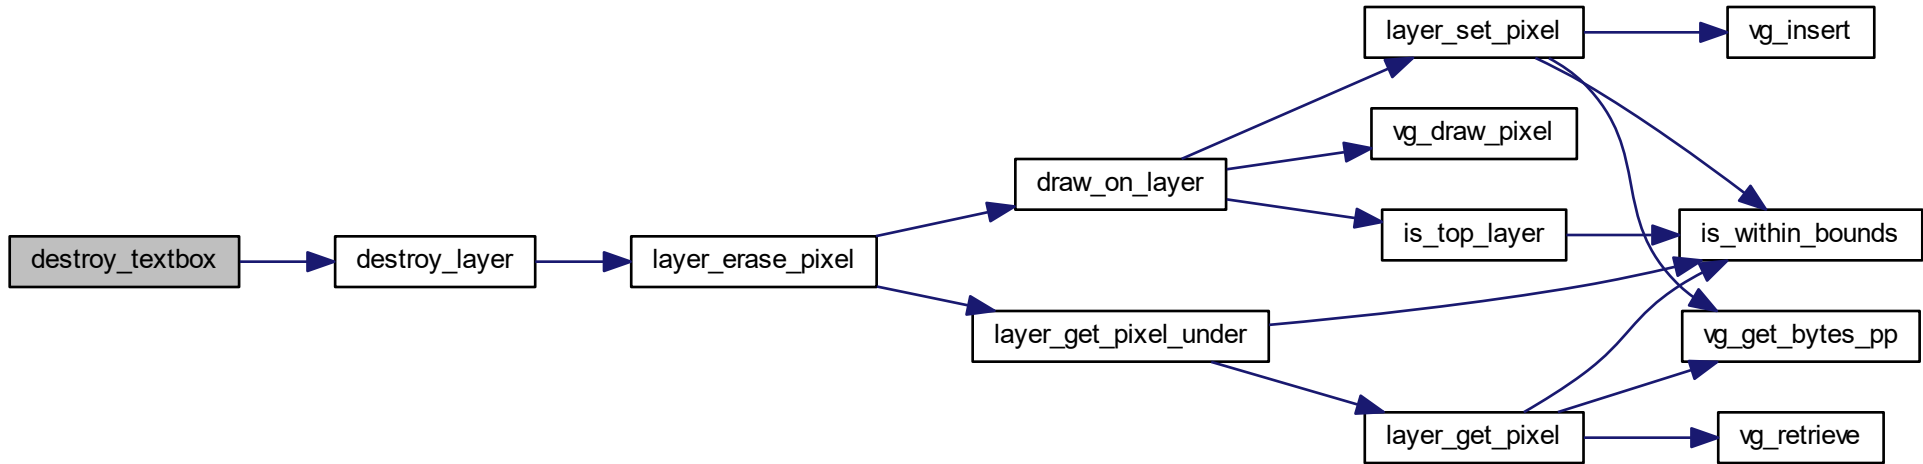 destroy_textbox
destroy_layer
layer_erase_pixel
draw_on_layer
layer_get_pixel_under
layer_set_pixel
vg_draw_pixel
is_top_layer
layer_get_pixel
vg_insert
is_within_bounds
vg_get_bytes_pp
vg_retrieve